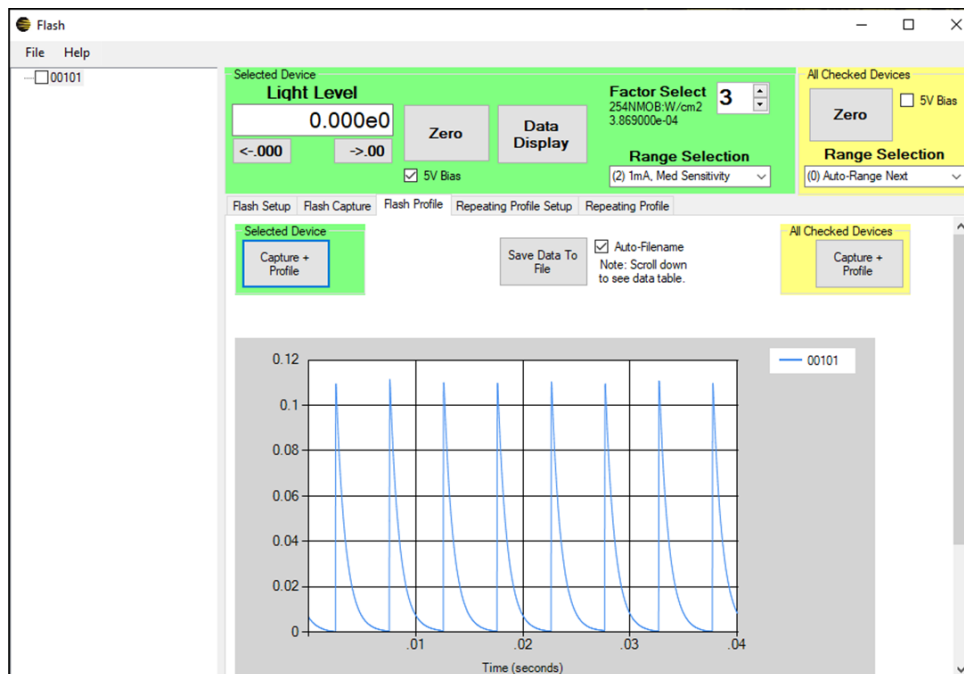 Flash
File Help
00101
Selected Device
Light Level
0.000e0
<-.000
->.00
Zero
Data
Display
5V Bias
Factor Select
254NMOB:W/cm2
3.869000e-04
3
Range Selection
(2) 1mA, Med Sensitivity
All Checked Devices
Zero
5V Bias
Range Selection
(0) Auto-Range Next
Flash Setup Flash Capture Flash Profile Repeating Profile Setup Repeating Profile
Selected Device
Capture +
Profile
Save Data To
File
Auto-Filename
Note: Scroll down
to see data table.
All Checked Devices
Capture +
Profile
0.12
0.1
0.08
0.06
0.04
0.02
0
.01 .02 .03 .04
Time (seconds)
00101